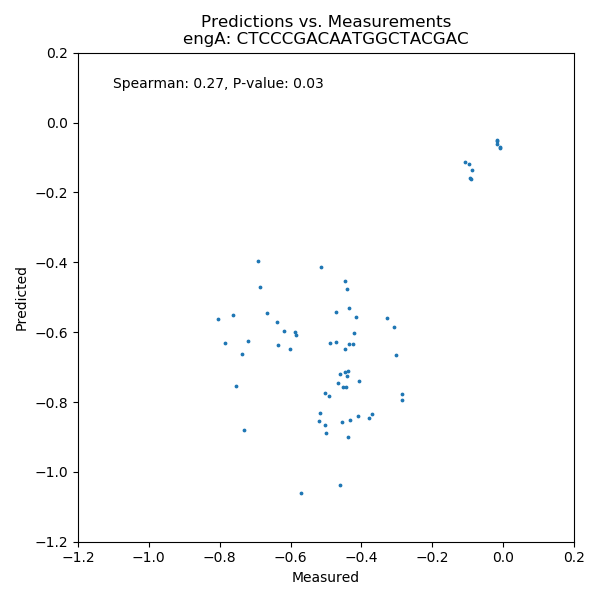 Predictions vs. Measurements
engA: CTCCCGACAATGGCTACGAC
Spearman: 0.27, P-value: 0.03
0.2
0.0
−0.2
−0.4
−0.6
−0.8
−1.0
−1.2
Predicted
−1.2 −1.0 −0.8 −0.6 −0.4 −0.2 0.0 0.2
Measured